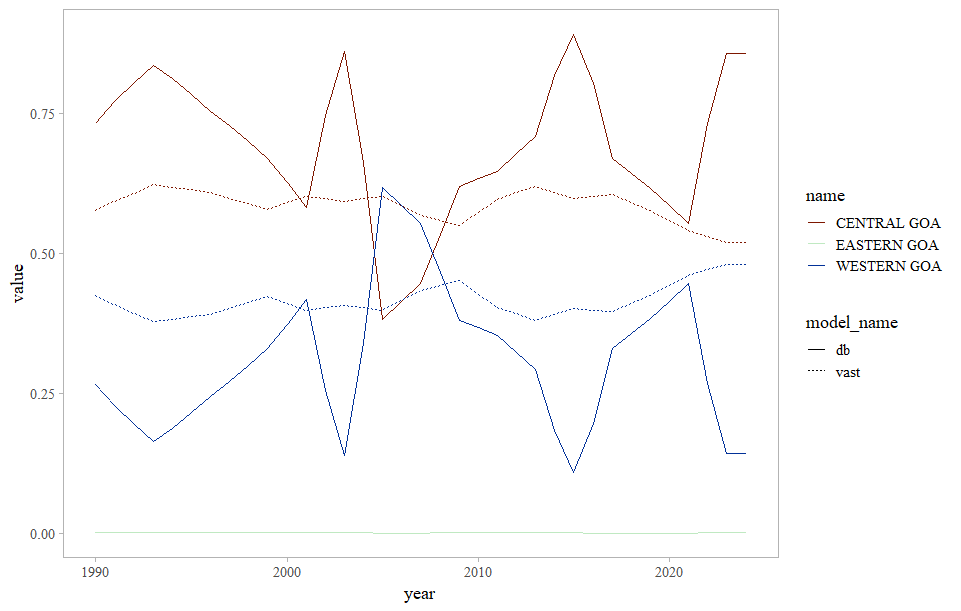 0.75
0.50
0.25
0.00
value
1990
2000
2010
2020
year
name
CENTRAL GOA
EASTERN GOA
WESTERN GOA
model_name
db
vast